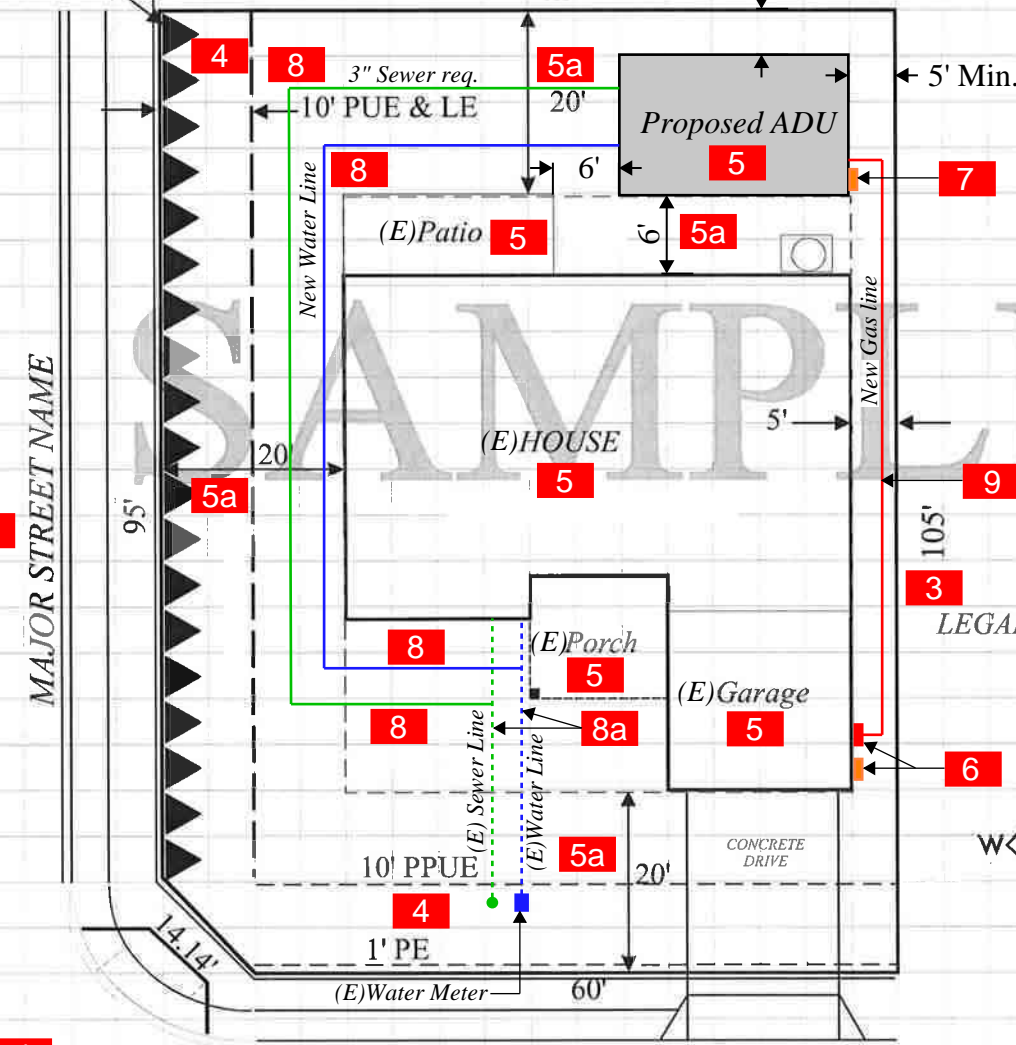 4
8
3" Sewer req.
5a
20'
5' Min.
10' PUE & LE
Proposed ADU
8
6'
5
7
New Water Line
(E)Patio
5
6'
5a
New Gas line
SAMPL
MAJOR STREET NAME
5'
(E)HOUSE
20'
5
5a
9
95'
105'
3
LEGAL
8
(E)Porch
5
(E)Garage
5
8
8a
(E) Sewer Line
(E)Water Line
6
5a
CONCRETE
DRIVE
W
10' PPUE
20'
4
14.14'
1' PE
(E)Water Meter
60'